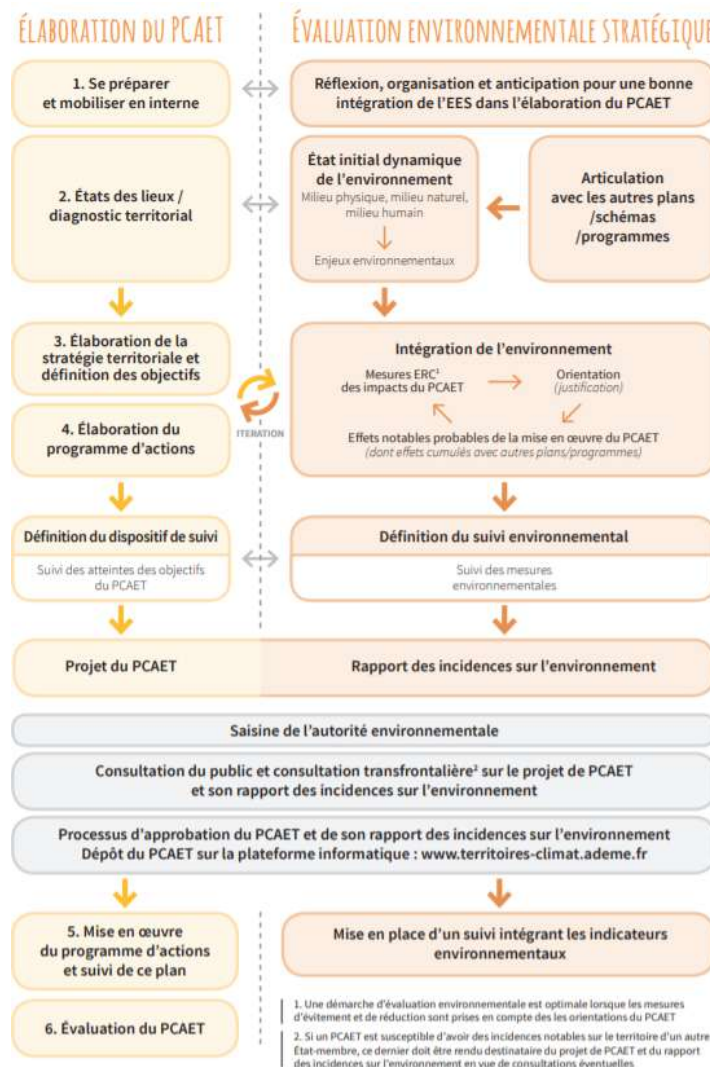 ÉLABORATION DU PCAET
ÉVALUATION ENVIRONNEMENTALE STRATÉGIQUE
1. Se préparer
et mobiliser en interne
Réflexion, organisation et anticipation pour une bonne
intégration de l'EES dans l'élaboration du PCAET
2. États des lieux /
diagnostic territorial
État initial dynamique
de l'environnement
Milieu physique, milieu naturel,
milieu humain
Enjeux environnementaux
Articulation
avec les autres plans
/schémas
/programmes
3. Élaboration de la
stratégie territoriale et
définition des objectifs
4. Élaboration du
programme d'actions
ITERATION
Intégration de l'environnement
Mesures ERC¹
des impacts du PCAET
Orientation
(justification)
Effets notables probables de la mise en œuvre du PCAET
(dont effets cumulés avec autres plans/programmes)
Définition du dispositif de suivi
Suivi des atteintes des objectifs
du PCAET
Définition du suivi environnemental
Suivi des mesures
environnementales
Projet du PCAET
Rapport des incidences sur l'environnement
Saisine de l'autorité environnementale
Consultation du public et consultation transfrontalière² sur le projet de PCAET
et son rapport des incidences sur l'environnement
Processus d'approbation du PCAET et de son rapport des incidences sur l'environnement
Dépôt du PCAET sur la plateforme informatique : www.territoires-climat.ademe.fr
5. Mise en œuvre
du programme d'actions
et suivi de ce plan
Mise en place d'un suivi intégrant les indicateurs
environnementaux
6. Évaluation du PCAET
1. Une démarche d'évaluation environnementale est optimale lorsque les mesures
d'évitement et de réduction sont prises en compte des les orientations du PCAET
2. Si un PCAET est susceptible d'avoir des incidences notables sur le territoire d'un autre
État-membre, ce dernier doit être rendu destinataire du projet de PCAET et du rapport
des incidences sur l'environnement en vue de consultations éventuelles